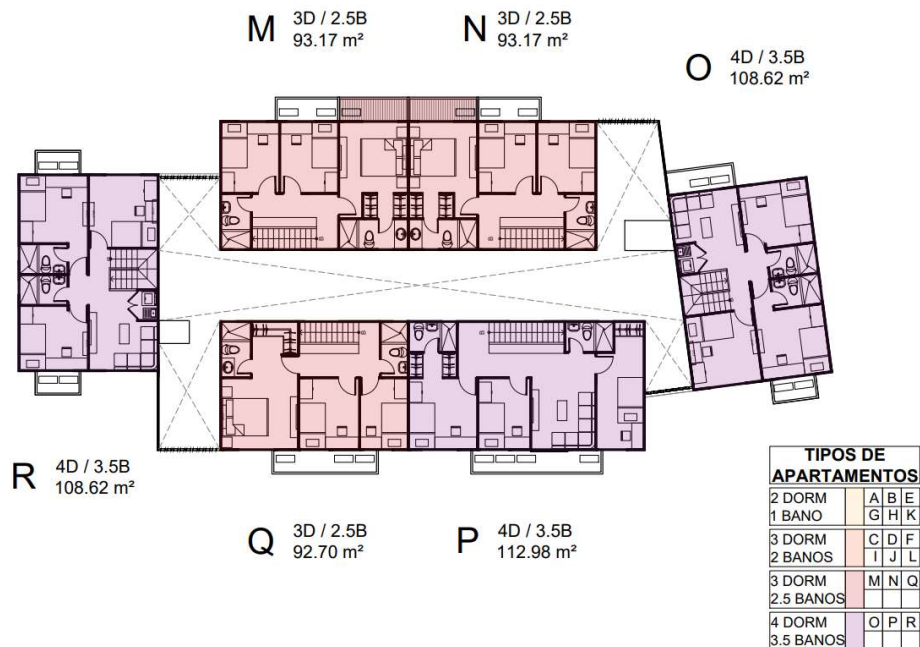 M
3D / 2.5B
93.17 m²
N
3D / 2.5B
93.17 m²
O
4D / 3.5B
108.62 m²
R
4D / 3.5B
108.62 m²
Q
3D / 2.5B
92.70 m²
P
4D / 3.5B
112.98 m²
TIPOS DE
APARTAMENTOS
2 DORM A B E
1 BANO G H K
3 DORM C D F
2 BANOS I J L
3 DORM M N Q
2.5 BANOS
4 DORM O P R
3.5 BANOS